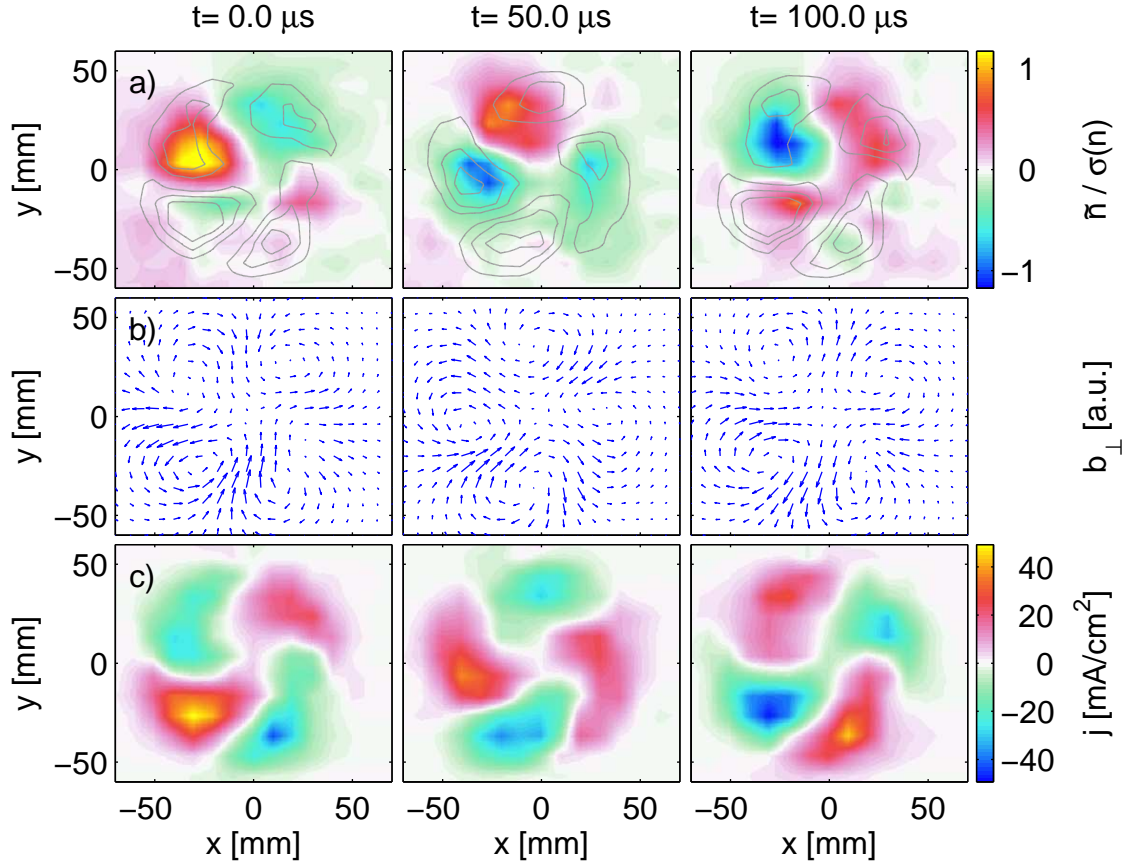 t= 0.0 μs t= 50.0 μs t= 100.0 μs
a)
50
0
−50
y [mm]
1
0
−1
ñ / σ(n)
b)
50
0
−50
y [mm]
b⊥ [a.u.]
c)
50
0
−50
y [mm]
40
20
0
−20
−40
j [mA/cm²]
−50 0 50 −50 0 50 −50 0 50
x [mm] x [mm] x [mm]